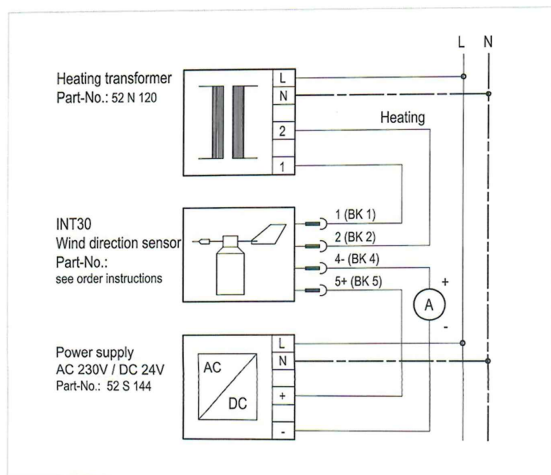 L N
Heating transformer
Part-No.: 52 N 120
L
N
2
1
Heating
INT30
Wind direction sensor
Part-No.:
see order instructions
1 (BK 1)
2 (BK 2)
4- (BK 4)
5+ (BK 5)
+
A
-
Power supply
AC 230V / DC 24V
Part-No.: 52 S 144
AC
DC
L
N
+
-